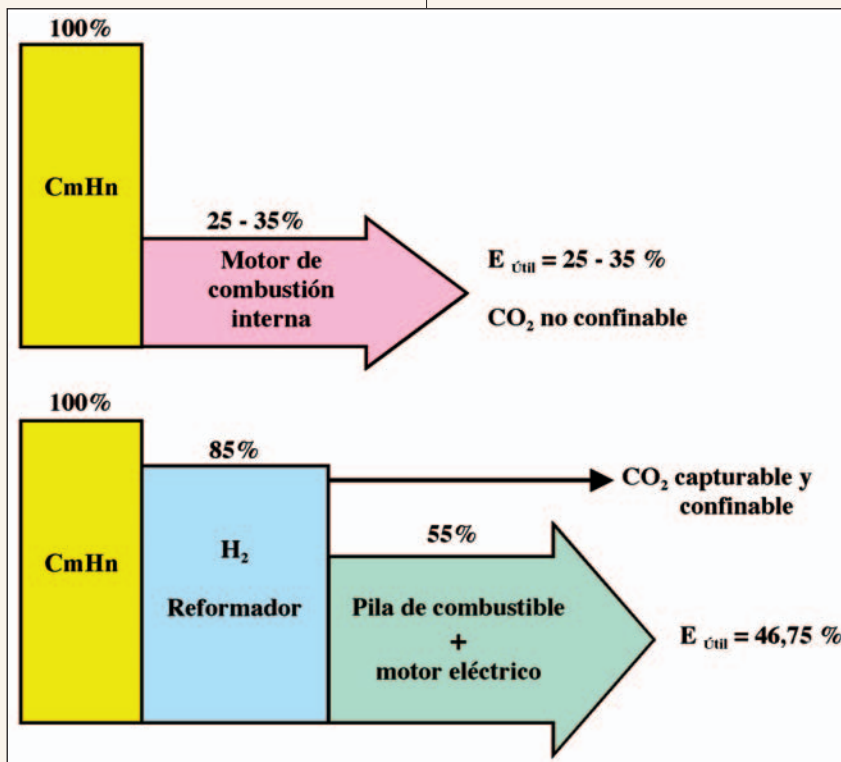 100%
CmHn
25 - 35%
Motor de
combustión
interna
E Útil = 25 - 35 %
CO₂ no confinable
100%
CmHn
85%
H₂
Reformador
CO₂ capturable y
confinable
55%
Pila de combustible
+
motor eléctrico
E Útil = 46,75 %